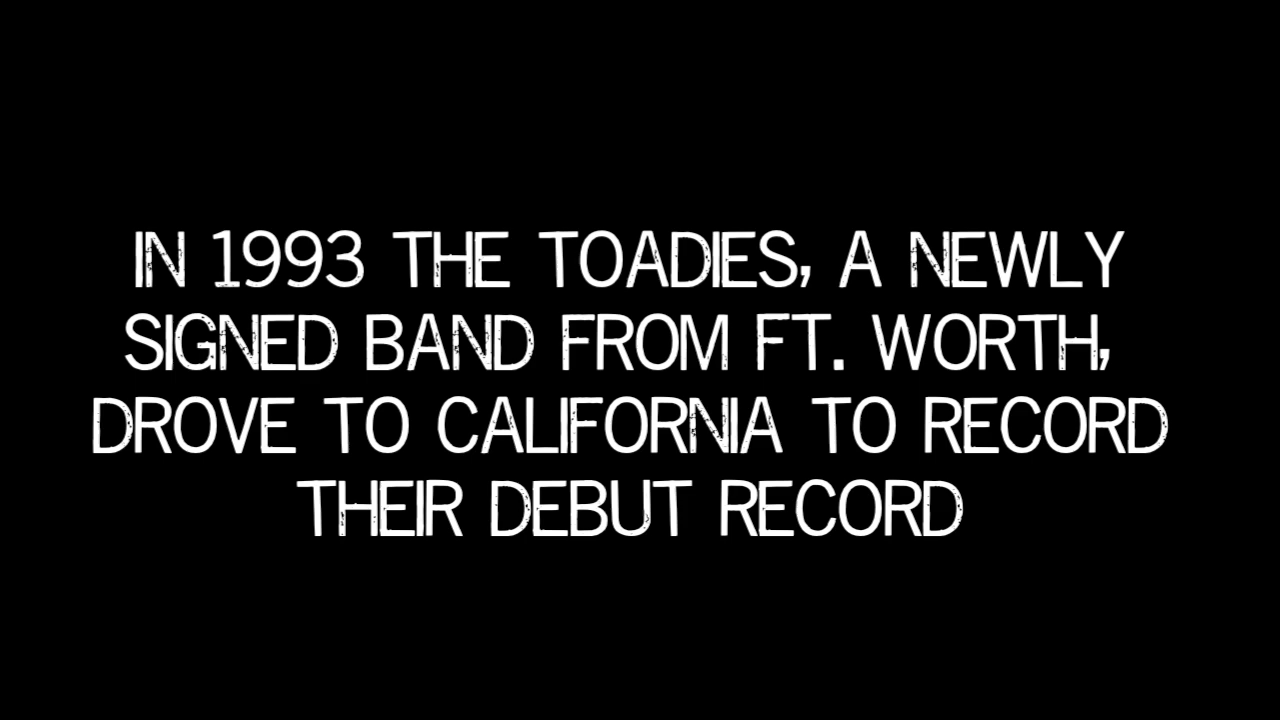 IN 1993 THE TOADIES, A NEWLY
SIGNED BAND FROM FT. WORTH,
DROVE TO CALIFORNIA TO RECORD
THEIR DEBUT RECORD